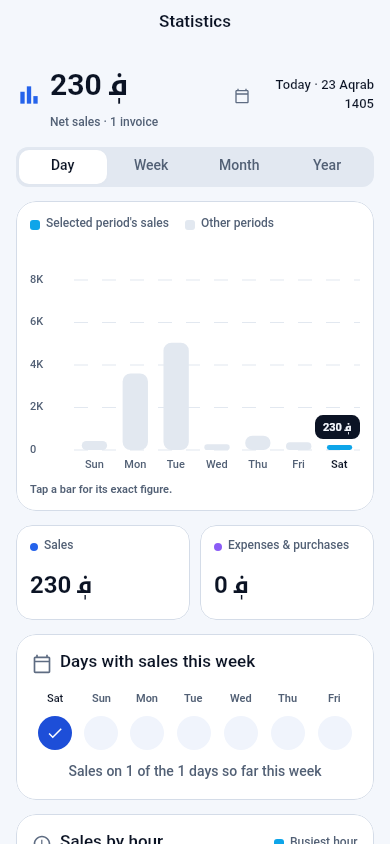 Statistics
230 ؋
Today · 23 Aqrab
1405
Net sales · 1 invoice
Day Week Month Year
Selected period's sales Other periods
8K
6K
4K
2K
230 ؋
0
Sun Mon Tue Wed Thu Fri Sat
Tap a bar for its exact figure.
Sales Expenses & purchases
230 ؋ 0 ؋
Days with sales this week
Sat Sun Mon Tue Wed Thu Fri
Sales on 1 of the 1 days so far this week
Sales by hour Busiest hour